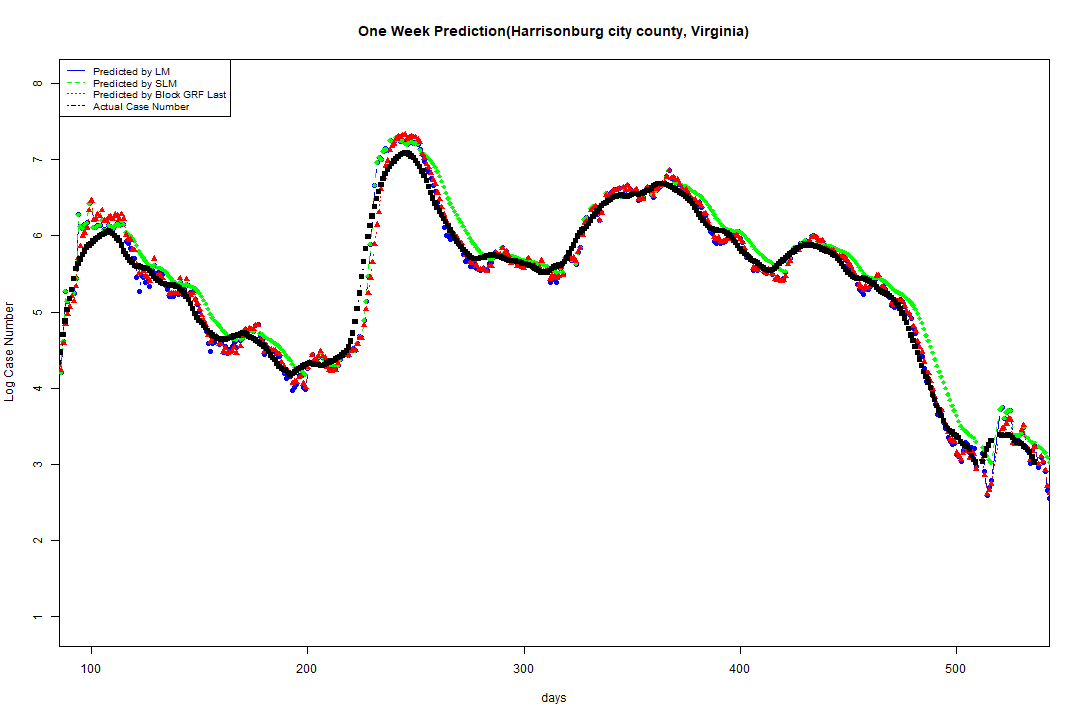 One Week Prediction(Harrisonburg city county, Virginia)
Predicted by LM
Predicted by SLM
Predicted by Block GRF Last
Actual Case Number
8
7
6
5
4
3
2
1
Log Case Number
100 200 300 400 500
days